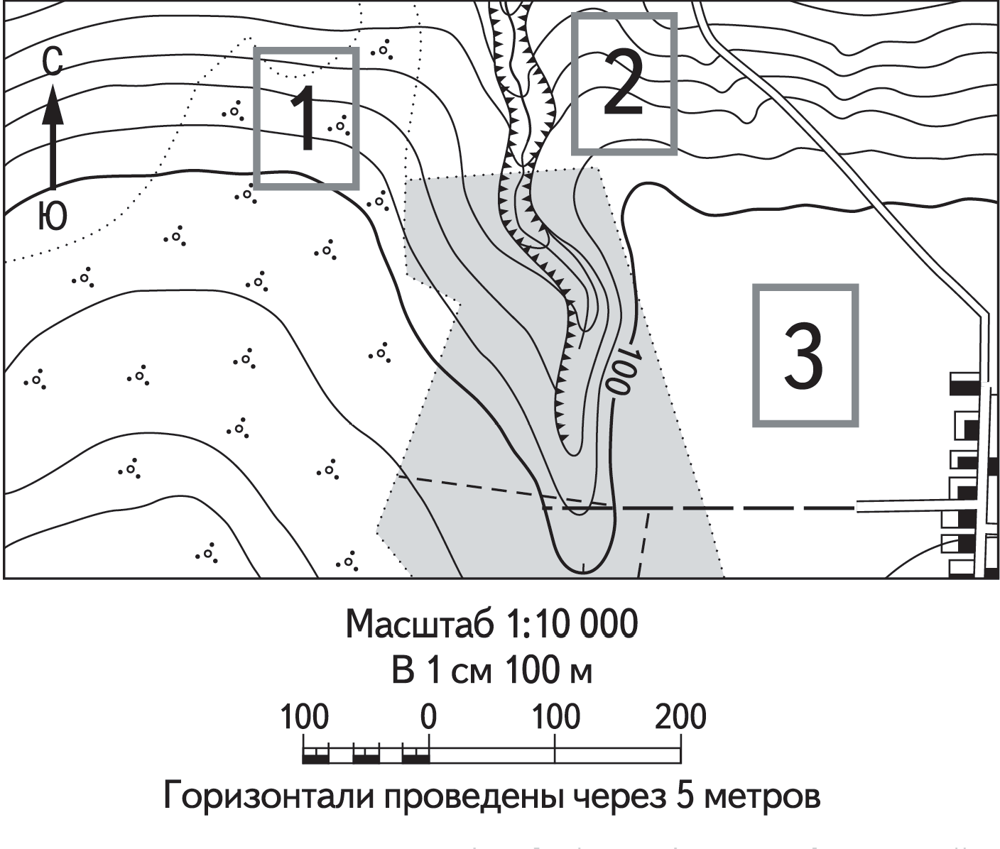 С
1
2
Ю
3
100
Масштаб 1:10 000
В 1 см 100 м
100 0 100 200
Горизонтали проведены через 5 метров